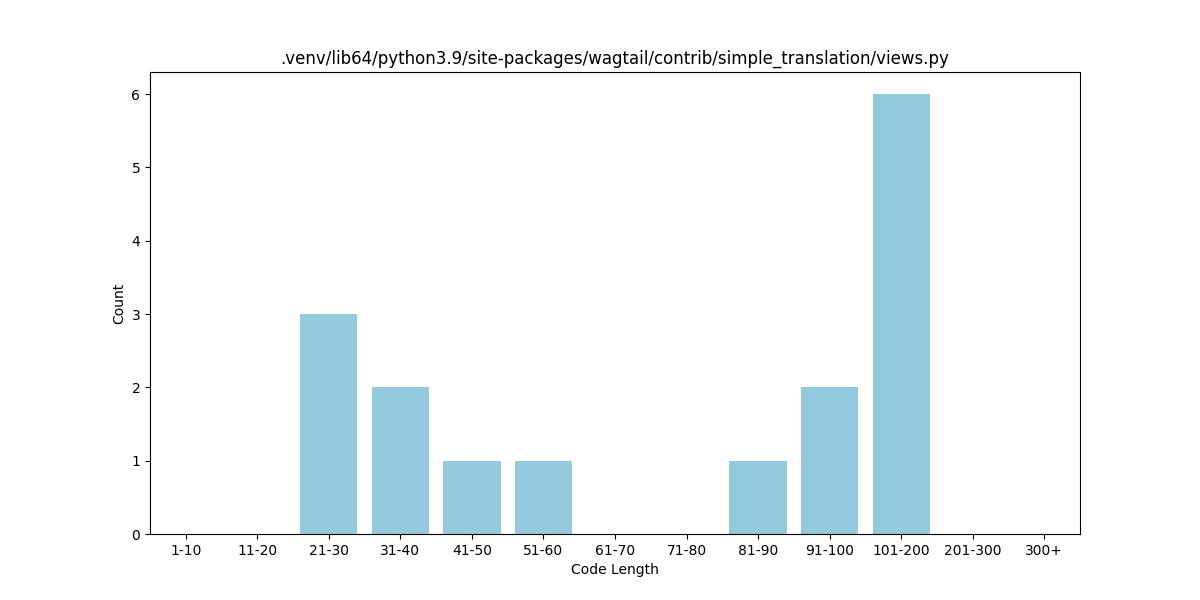 .venv/lib64/python3.9/site-packages/wagtail/contrib/simple_translation/views.py
6
5
4
3
2
1
0
Count
1-10 11-20 21-30 31-40 41-50 51-60 61-70 71-80 81-90 91-100 101-200 201-300 300+
Code Length